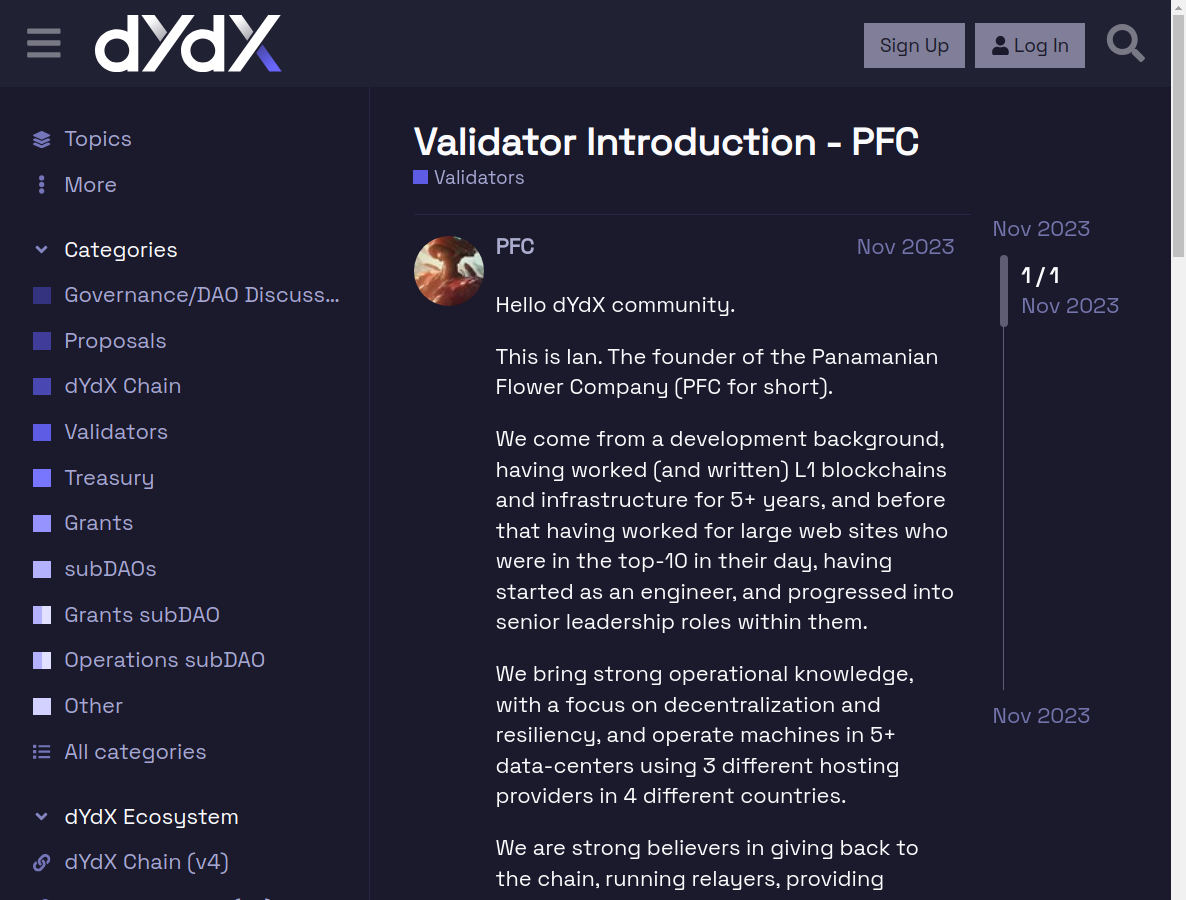 dYdX
Sign Up
Log In
Topics
More
Categories
Governance/DAO Discuss...
Proposals
dYdX Chain
Validators
Treasury
Grants
subDAOs
Grants subDAO
Operations subDAO
Other
All categories
dYdX Ecosystem
dYdX Chain (v4)
Validator Introduction - PFC
Validators
PFC
Nov 2023
Hello dYdX community.
This is Ian. The founder of the Panamanian
Flower Company (PFC for short).
We come from a development background,
having worked (and written) L1 blockchains
and infrastructure for 5+ years, and before
that having worked for large web sites who
were in the top-10 in their day, having
started as an engineer, and progressed into
senior leadership roles within them.
We bring strong operational knowledge,
with a focus on decentralization and
resiliency, and operate machines in 5+
data-centers using 3 different hosting
providers in 4 different countries.
We are strong believers in giving back to
the chain, running relayers, providing
Nov 2023
1 / 1
Nov 2023
Nov 2023